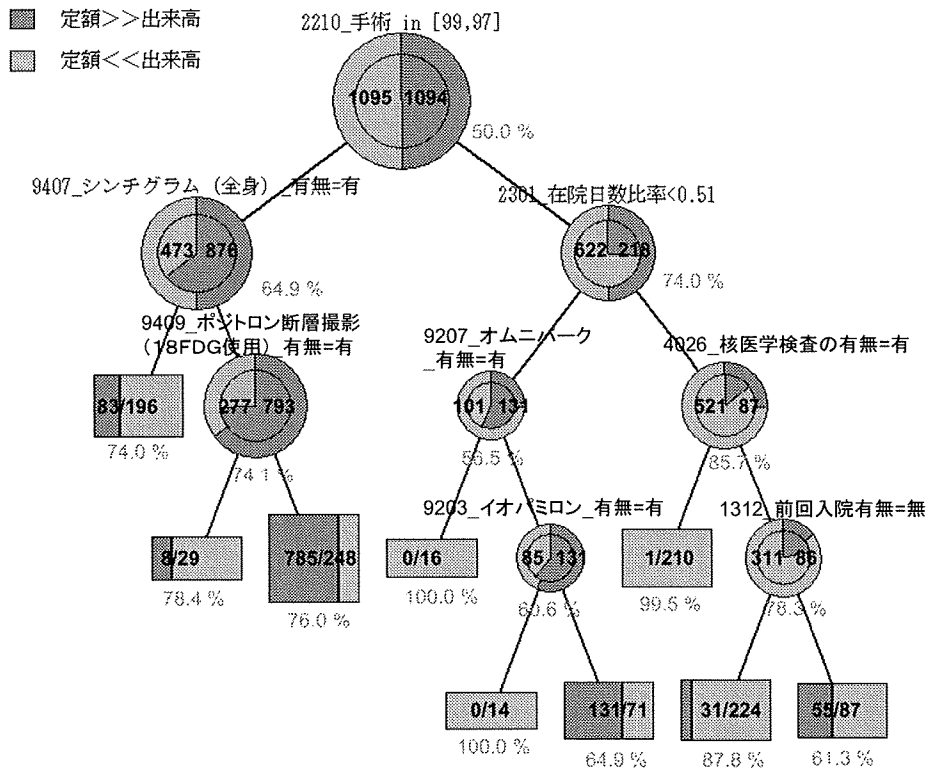 定額>>出来高
定額<<出来高
2210_手術 in [99,97]
1095 1094
50.0 %
9407_シンチグラム (全身)_有無=有
473 876
64.9 %
2301_在院日数比率<0.51
622 218
74.0 %
9409_ポジトロン断層撮影
(18FDG使用)_有無=有
83/196
74.0 %
277 793
74.1 %
9207_オムニパーク
_有無=有
101 131
56.5 %
4026_核医学検査の有無=有
521 87
85.7 %
8/29
78.4 %
785/248
76.0 %
9203_イオパミロン_有無=有
0/16
100.0 %
85 131
60.6 %
1/210
99.5 %
1312_前回入院有無=無
311 86
78.3 %
0/14
100.0 %
131/71
64.9 %
31/224
87.8 %
55/87
61.3 %